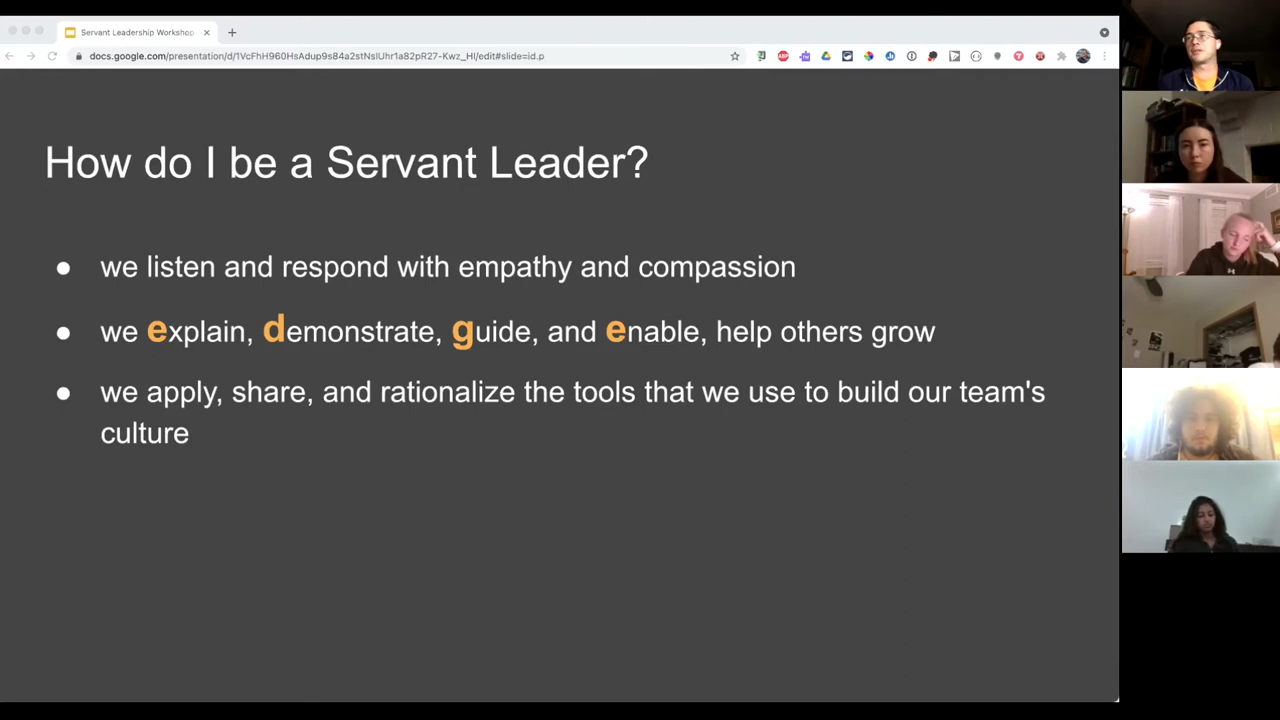 Servant Leadership Workshop
docs.google.com/presentation/d/1VcFhH960HsAdup9s84a2stNslUhr1a82pR27-Kwz_HI/edit#slide=id.p
How do I be a Servant Leader?
● we listen and respond with empathy and compassion
● we explain, demonstrate, guide, and enable, help others grow
● we apply, share, and rationalize the tools that we use to build our team's
culture